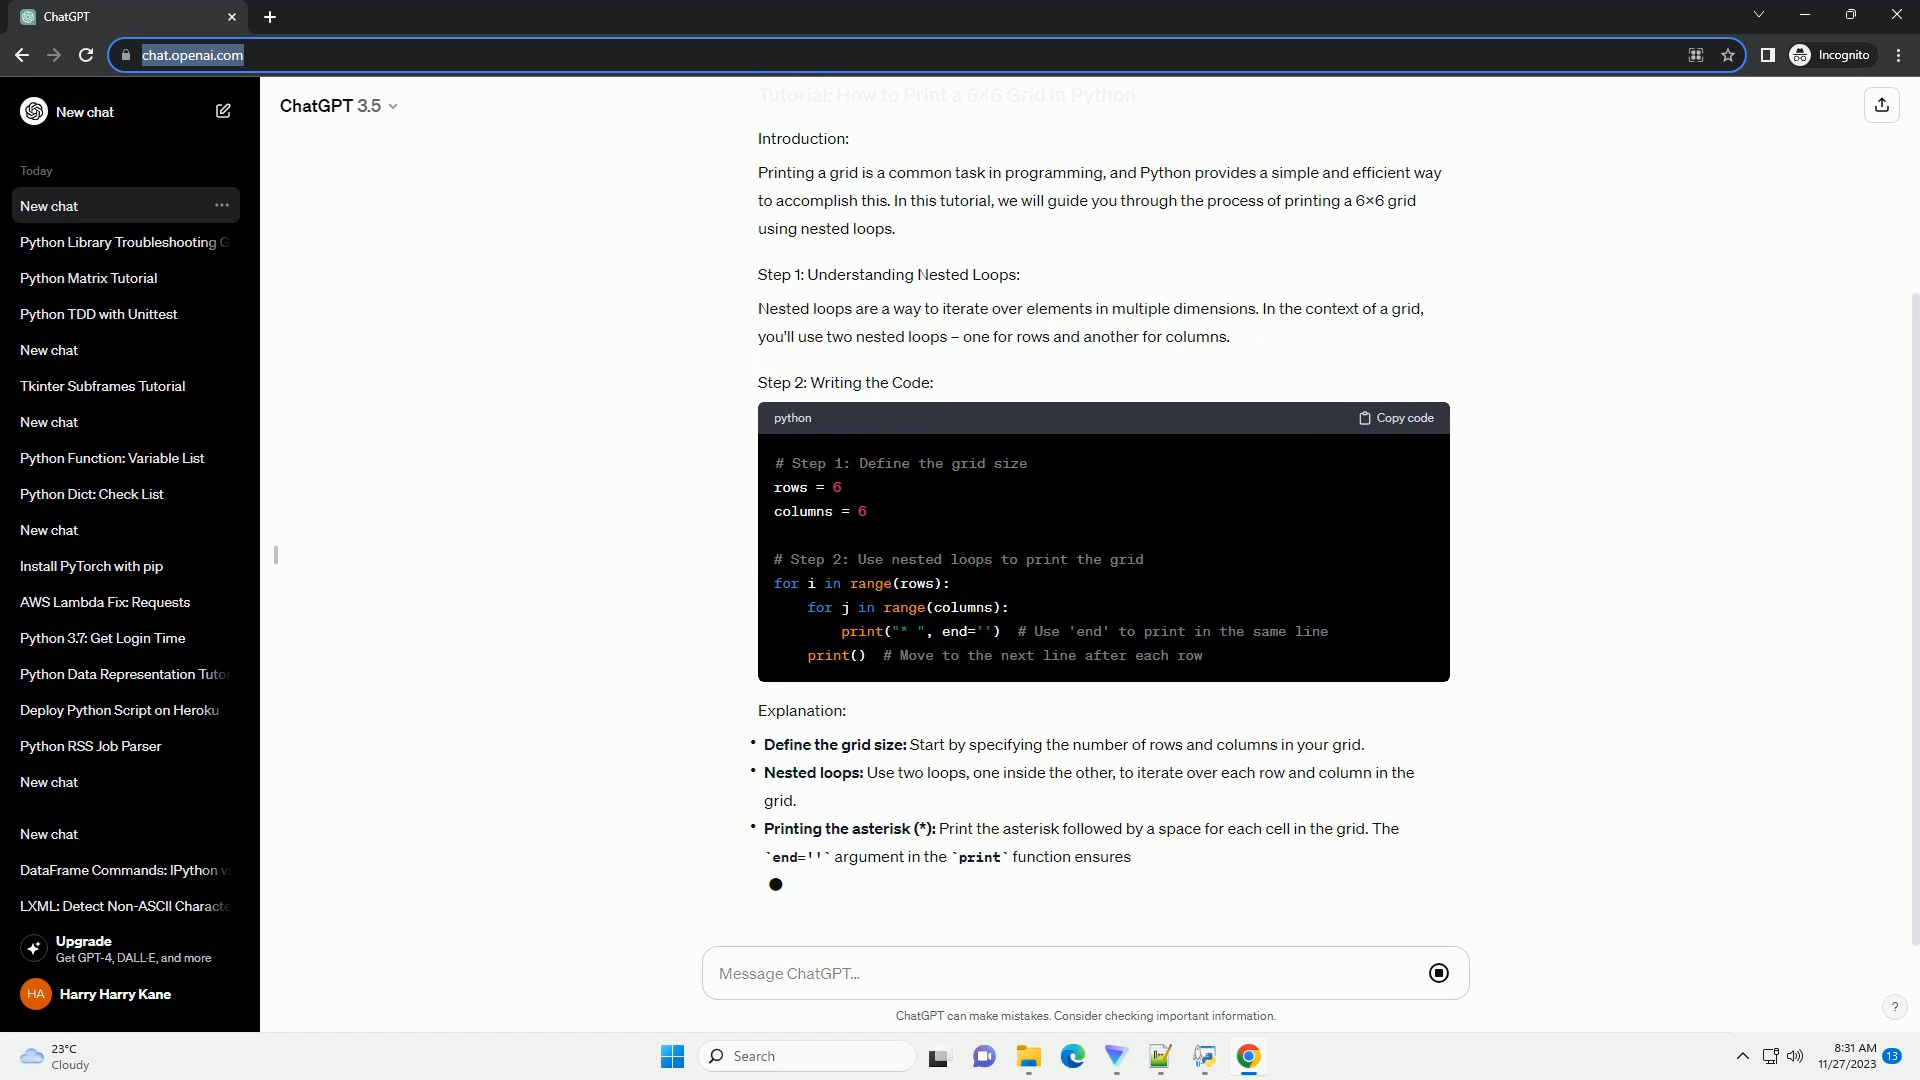 ChatGPT
chat.openai.com
Incognito
New chat
Today
New chat
Python Library Troubleshooting G
Python Matrix Tutorial
Python TDD with Unittest
New chat
Tkinter Subframes Tutorial
New chat
Python Function: Variable List
Python Dict: Check List
New chat
Install PyTorch with pip
AWS Lambda Fix: Requests
Python 3.7: Get Login Time
Python Data Representation Tutor
Deploy Python Script on Heroku
Python RSS Job Parser
New chat
New chat
DataFrame Commands: IPython v
LXML: Detect Non-ASCII Characte
Upgrade
Get GPT-4, DALL·E, and more
HA Harry Harry Kane
ChatGPT 3.5
Tutorial: How to Print a 6×6 Grid in Python
Introduction:
Printing a grid is a common task in programming, and Python provides a simple and efficient way
to accomplish this. In this tutorial, we will guide you through the process of printing a 6×6 grid
using nested loops.
Step 1: Understanding Nested Loops:
Nested loops are a way to iterate over elements in multiple dimensions. In the context of a grid,
you'll use two nested loops – one for rows and another for columns.
Step 2: Writing the Code:
python Copy code
# Step 1: Define the grid size
rows = 6
columns = 6
# Step 2: Use nested loops to print the grid
for i in range(rows):
    for j in range(columns):
        print("* ", end='')  # Use 'end' to print in the same line
    print()  # Move to the next line after each row
Explanation:
• Define the grid size: Start by specifying the number of rows and columns in your grid.
• Nested loops: Use two loops, one inside the other, to iterate over each row and column in the
grid.
• Printing the asterisk (*): Print the asterisk followed by a space for each cell in the grid. The
`end=''` argument in the `print` function ensures
Message ChatGPT...
ChatGPT can make mistakes. Consider checking important information.
?
23°C
Cloudy
Search
8:31 AM
11/27/2023
13